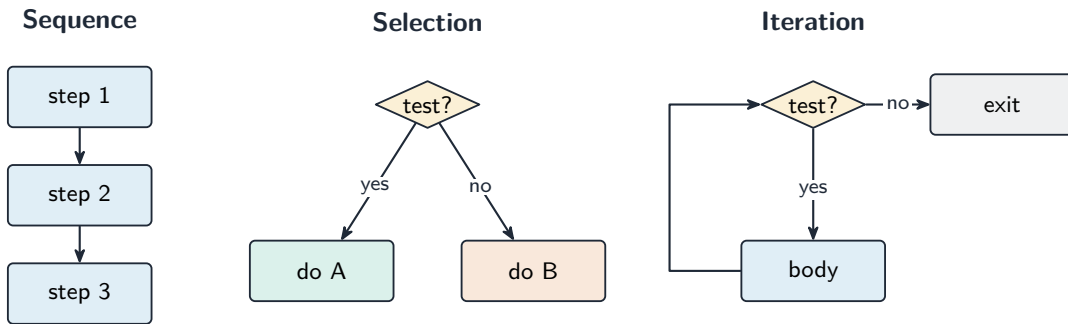 Sequence
step 1
step 2
step 3
Selection
test?
yes
no
do A
do B
Iteration
test?
no
exit
yes
body